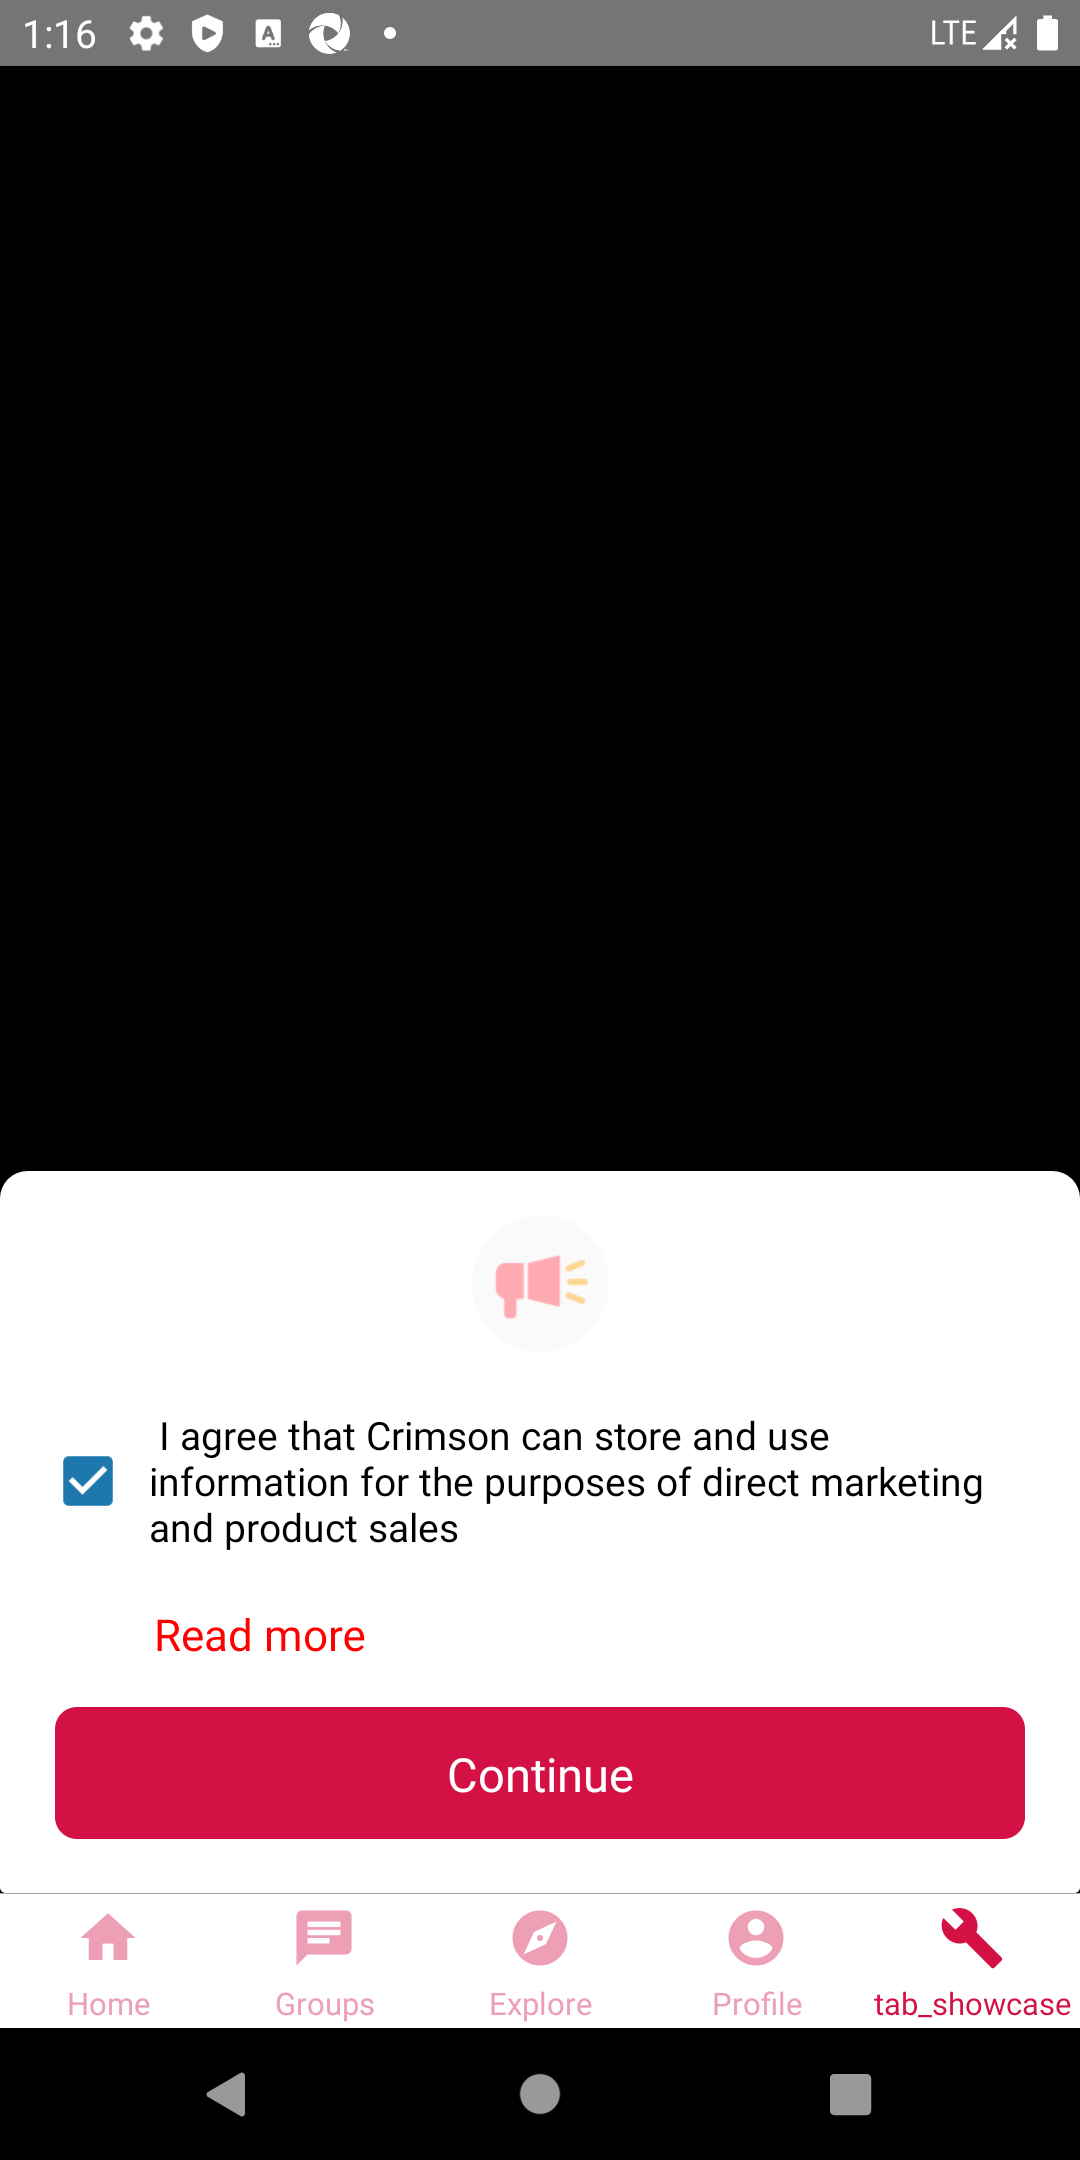 1:16
LTE
I agree that Crimson can store and use
information for the purposes of direct marketing
and product sales
Read more
Continue
Home Groups Explore Profile tab_showcase